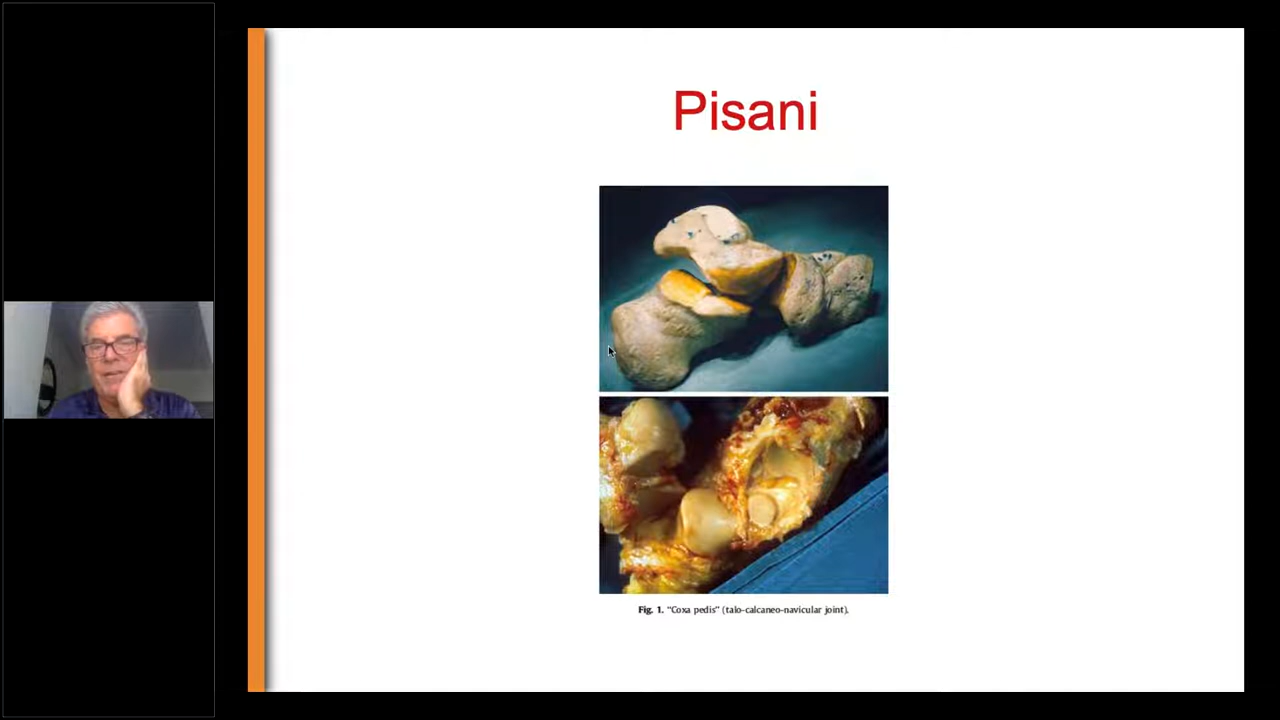 Pisani
Fig. 1. "Coxa pedis" (talo-calcaneo-navicular joint).